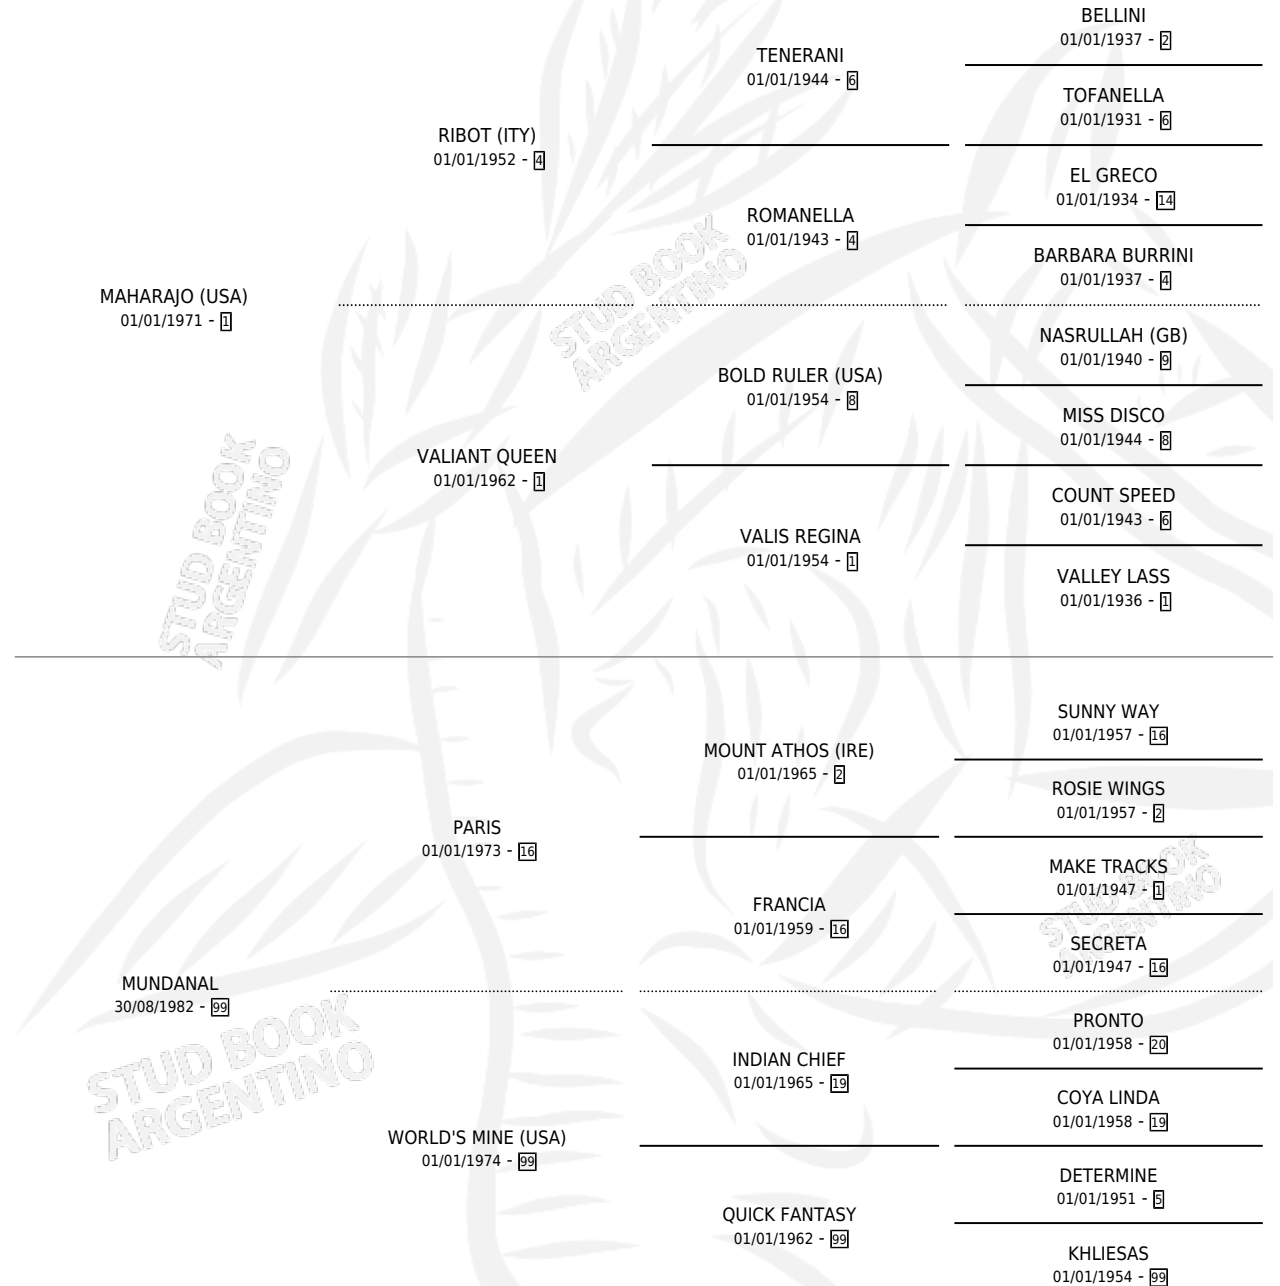 BELLINI
01/01/1937 - 2
TENERANI
01/01/1944 - 6
TOFANELLA
01/01/1931 - 6
RIBOT (ITY)
01/01/1952 - 4
EL GRECO
01/01/1934 - 14
ROMANELLA
01/01/1943 - 4
BARBARA BURRINI
01/01/1937 - 4
MAHARAJO (USA)
01/01/1971 - 1
NASRULLAH (GB)
01/01/1940 - 9
BOLD RULER (USA)
01/01/1954 - 8
MISS DISCO
01/01/1944 - 8
VALIANT QUEEN
01/01/1962 - 1
COUNT SPEED
01/01/1943 - 6
VALIS REGINA
01/01/1954 - 1
VALLEY LASS
01/01/1936 - 1
SUNNY WAY
01/01/1957 - 16
MOUNT ATHOS (IRE)
01/01/1965 - 2
ROSIE WINGS
01/01/1957 - 2
PARIS
01/01/1973 - 16
MAKE TRACKS
01/01/1947 - 1
FRANCIA
01/01/1959 - 16
SECRETA
01/01/1947 - 16
MUNDANAL
30/08/1982 - 99
PRONTO
01/01/1958 - 20
INDIAN CHIEF
01/01/1965 - 19
COYA LINDA
01/01/1958 - 19
WORLD'S MINE (USA)
01/01/1974 - 99
DETERMINE
01/01/1951 - 5
QUICK FANTASY
01/01/1962 - 99
KHLIESAS
01/01/1954 - 99
STUD BOOK
ARGENTINO
STUD BOOK
ARGENTINO
STUD BOOK
ARGENTINO
STUD BOOK
ARGENTINO